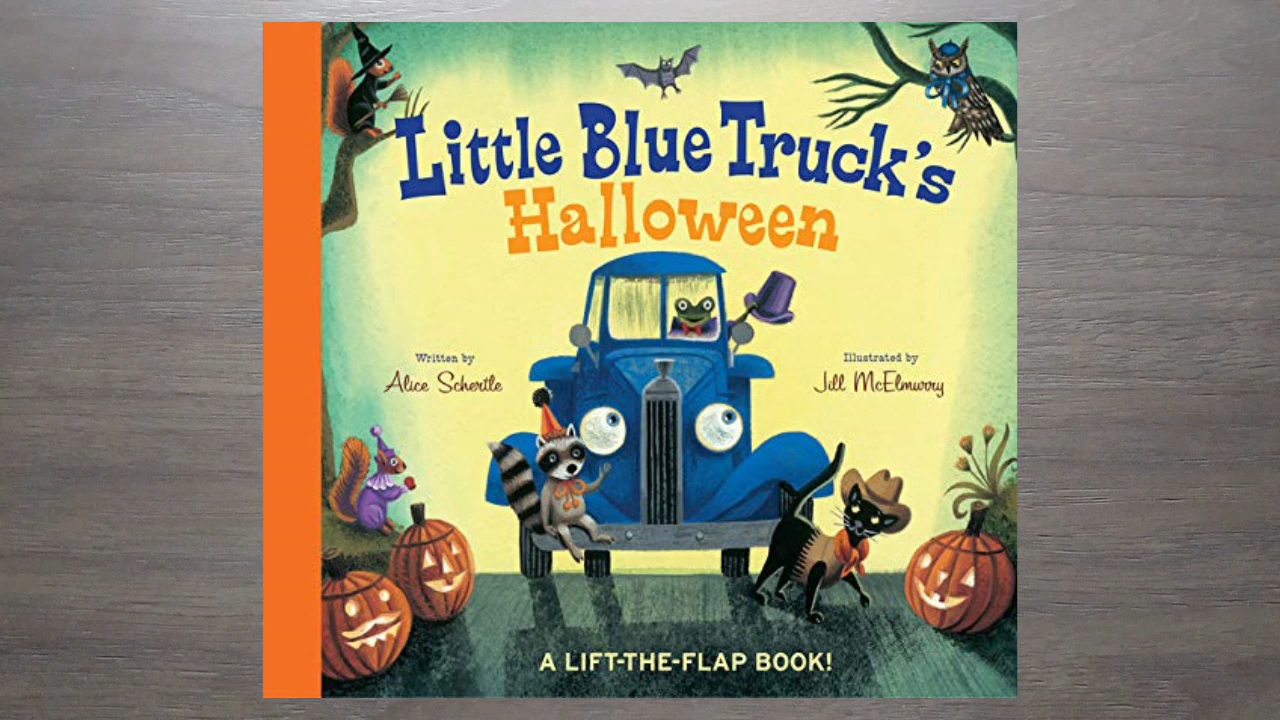 Little Blue Truck's
Halloween
Written by
Alice Schertle
Illustrated by
Jill McElmurry
A LIFT-THE-FLAP BOOK!